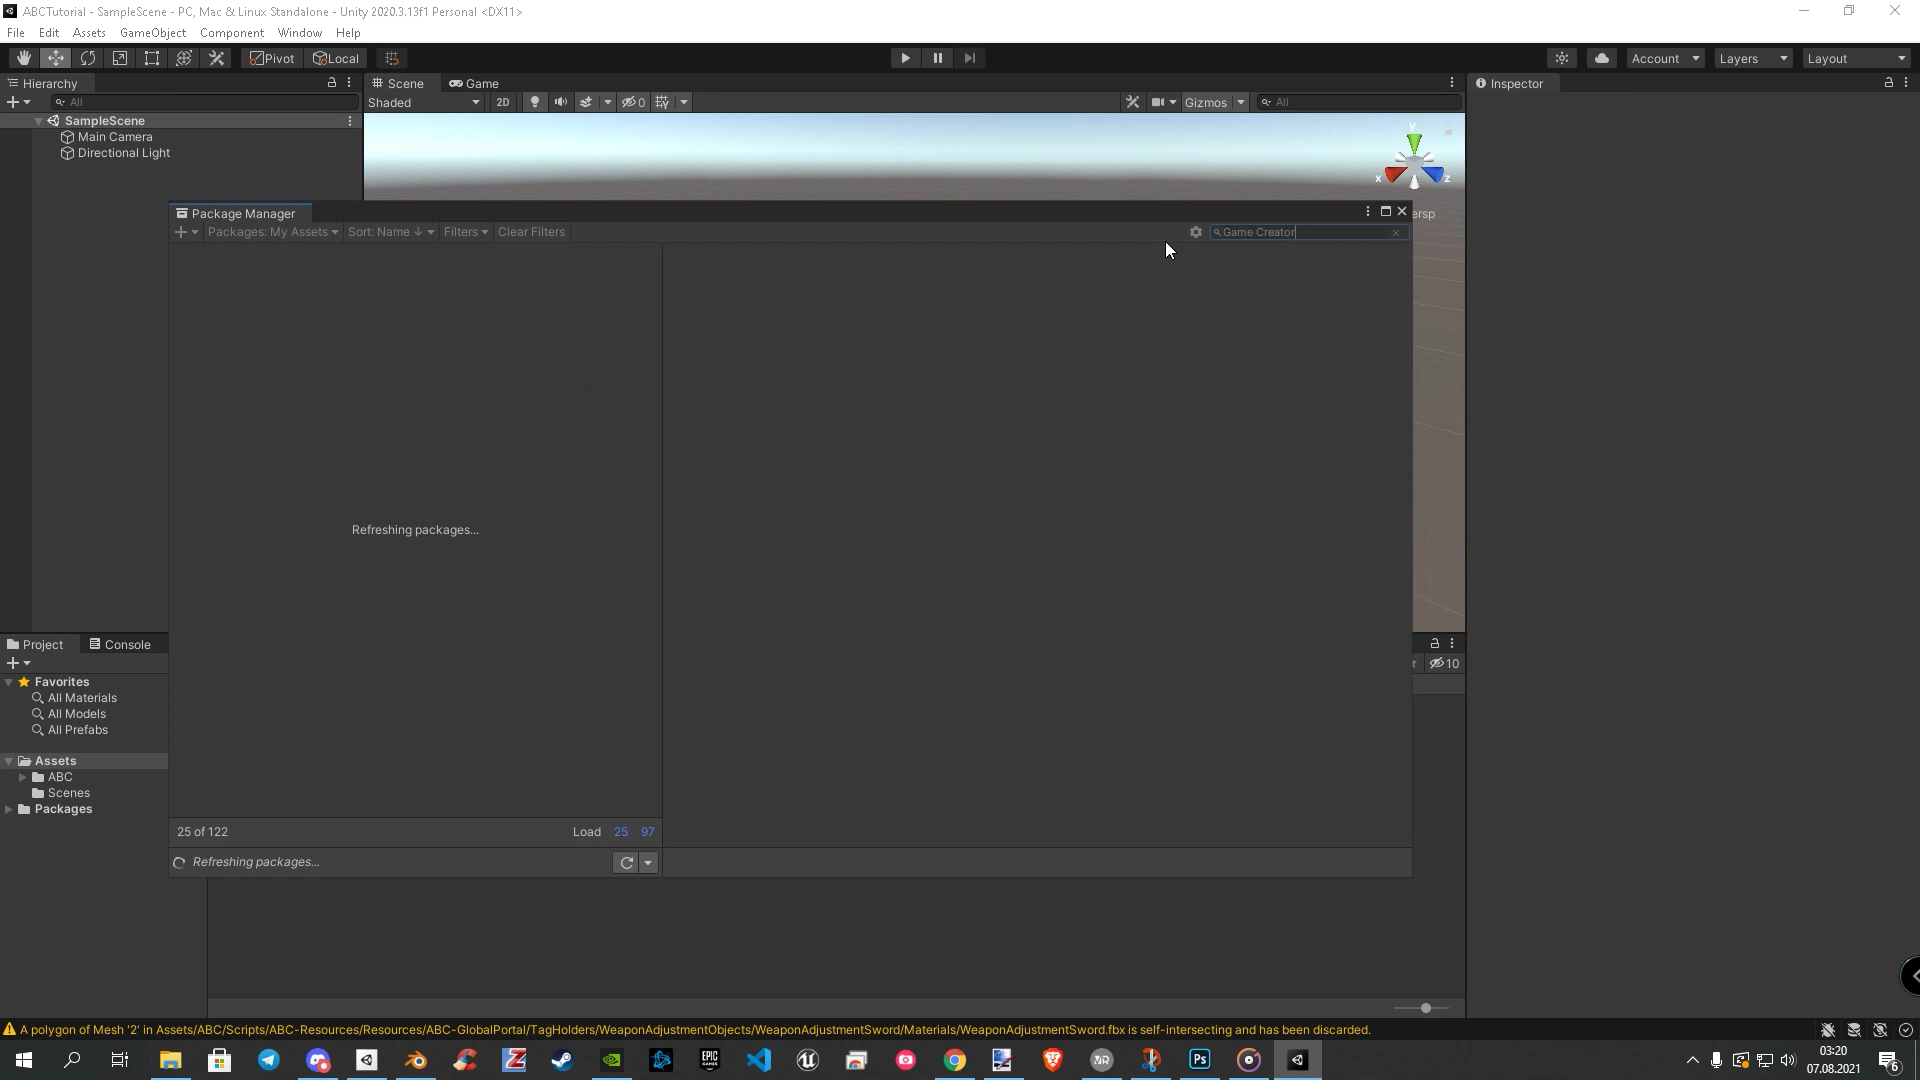 ABCTutorial - SampleScene - PC, Mac & Linux Standalone - Unity 2020.3.13f1 Personal <DX11>
File Edit Assets GameObject Component Window Help
Pivot Local Account Layers Layout
Hierarchy Scene Game Inspector
All Shaded 2D 0 Gizmos All
SampleScene
Main Camera
Directional Light
y
x z
ersp
Package Manager
Packages: My Assets Sort: Name ↓ Filters Clear Filters Game Creator
Refreshing packages...
Project Console
10
Favorites
All Materials
All Models
All Prefabs
Assets
ABC
Scenes
Packages
25 of 122 Load 25 97
Refreshing packages...
A polygon of Mesh '2' in Assets/ABC/Scripts/ABC-Resources/Resources/ABC-GlobalPortal/TagHolders/WeaponAdjustmentObjects/WeaponAdjustmentSword/Materials/WeaponAdjustmentSword.fbx is self-intersecting and has been discarded.
EPIC GAMES VR Ps
03:20
07.08.2021
6